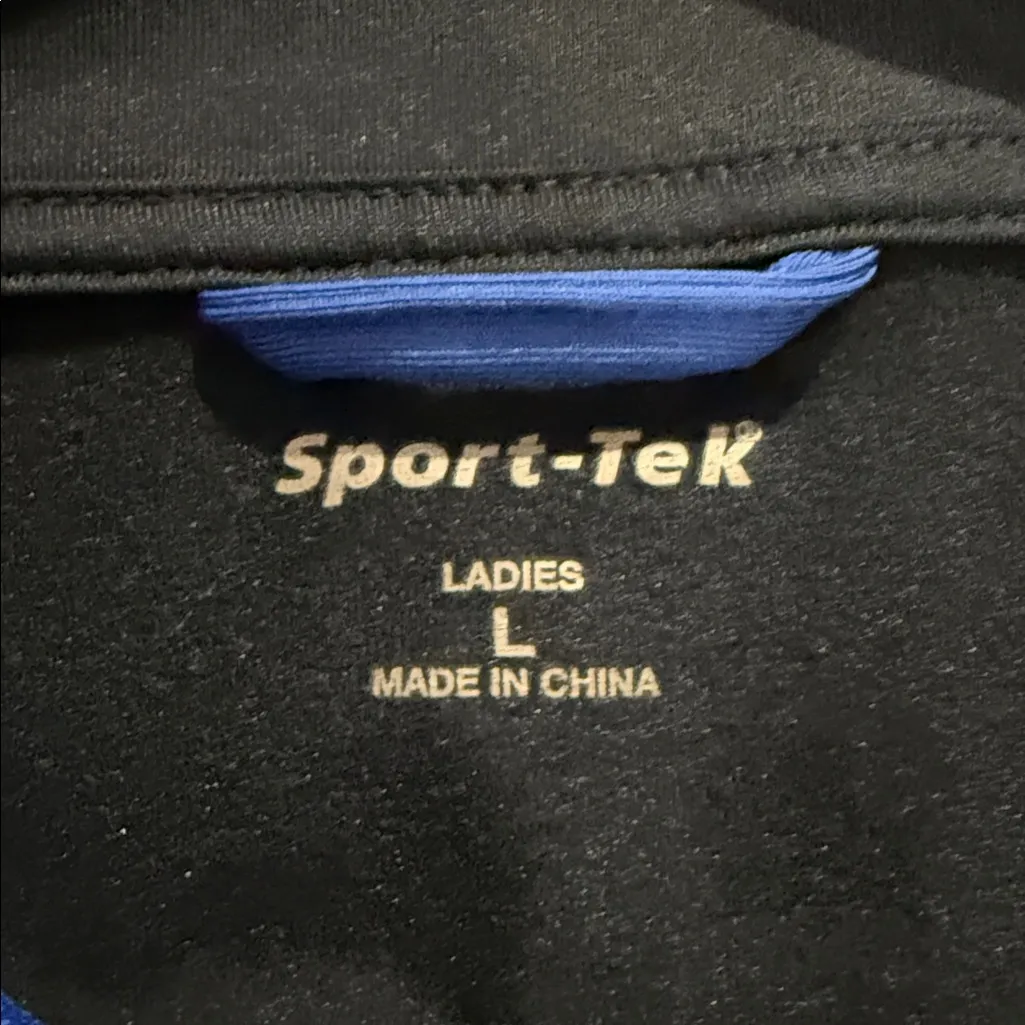 Sport-Tek®
LADIES
L
MADE IN CHINA